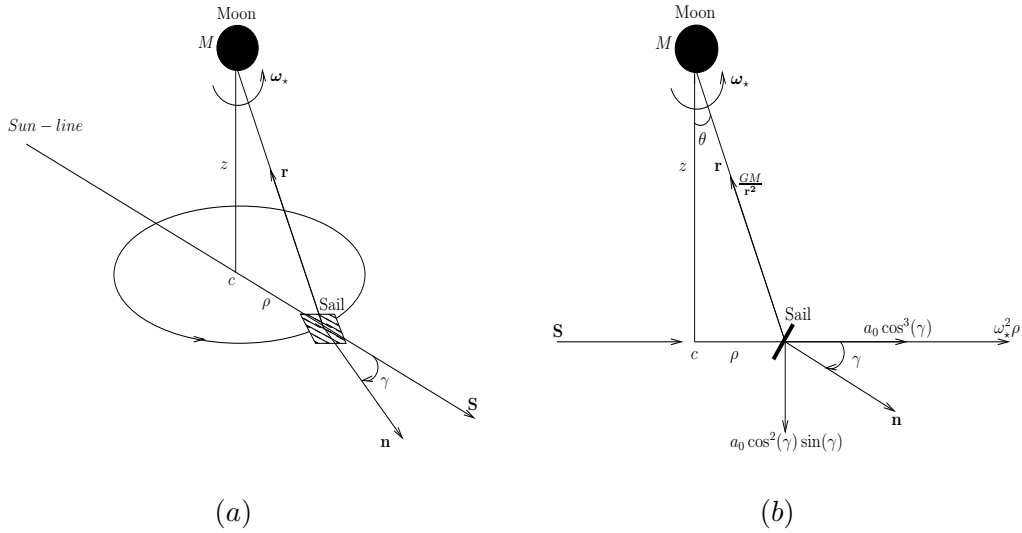 Moon
M
ω⋆
Sun − line
z
r
c
ρ
Sail
γ
S
n
(a)
Moon
M
ω⋆
θ
z
r
GM
r²
Sail
S
a₀ cos³(γ)
ω⋆²ρ
c
ρ
γ
n
a₀ cos²(γ) sin(γ)
(b)